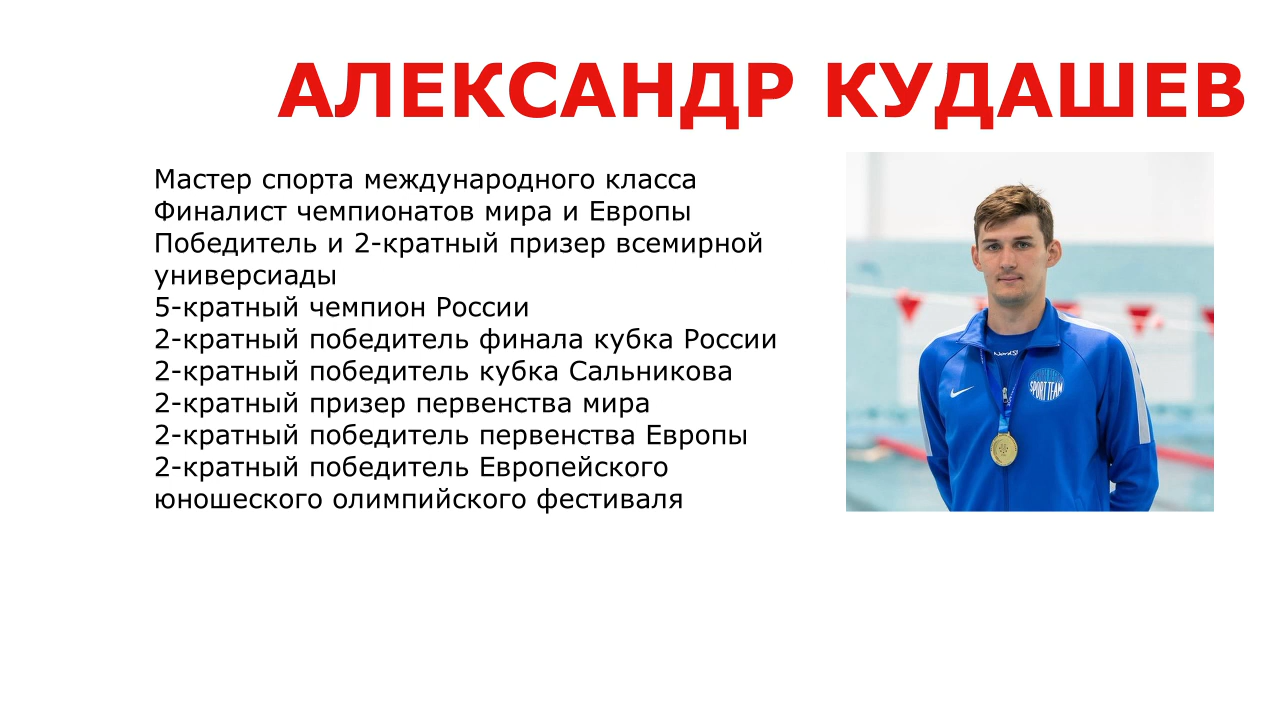 АЛЕКСАНДР КУДАШЕВ
Мастер спорта международного класса
Финалист чемпионатов мира и Европы
Победитель и 2-кратный призер всемирной
универсиады
5-кратный чемпион России
2-кратный победитель финала кубка России
2-кратный победитель кубка Сальникова
2-кратный призер первенства мира
2-кратный победитель первенства Европы
2-кратный победитель Европейского
юношеского олимпийского фестиваля
SPORT TEAM